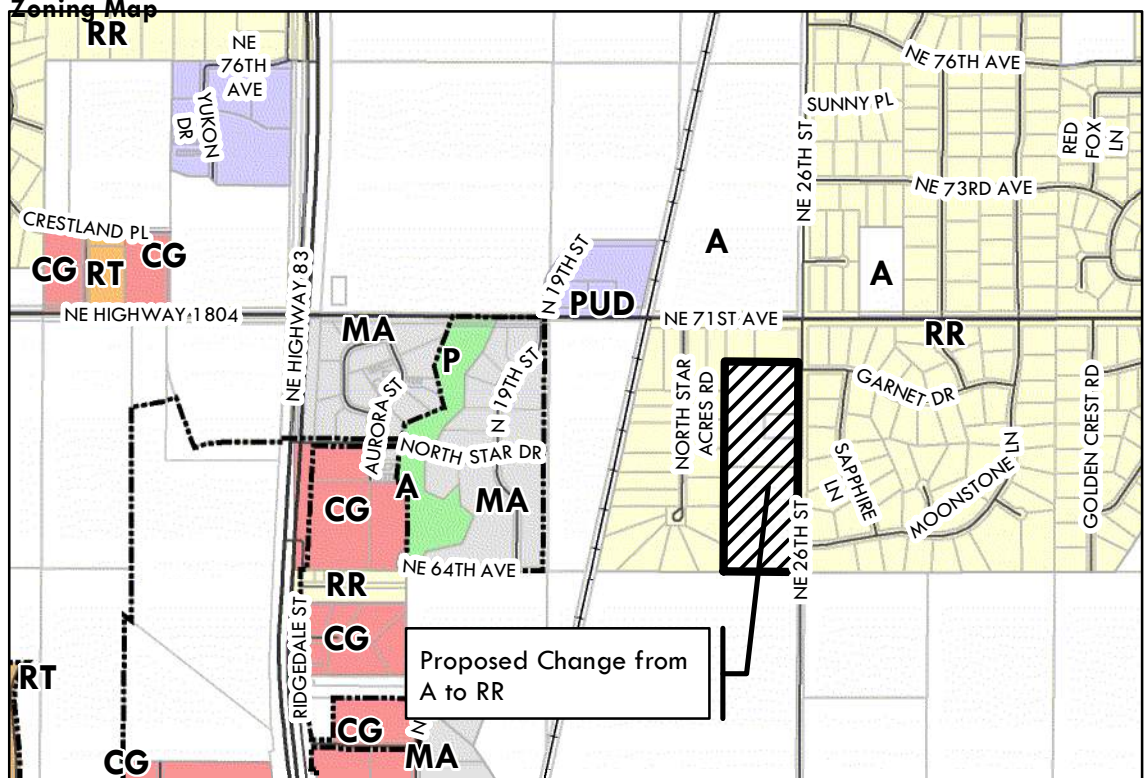 Zoning Map
RR
NE
76TH
AVE
YUKON
DR
NE 76TH AVE
SUNNY PL
RED
FOX
LN
NE 26TH ST
NE 73RD AVE
CRESTLAND PL
CG
RT
CG
NE HIGHWAY 83
N 19TH ST
A
A
PUD
NE HIGHWAY 1804
NE 71ST AVE
MA
P
RR
N 19TH ST
AURORA ST
NORTH STAR
ACRES RD
GARNET DR
GOLDEN CREST RD
NORTH STAR DR
SAPPHIRE
LN
MOONSTONE LN
A
CG
MA
NE 64TH AVE
NE 26TH ST
RR
CG
RIDGEDALE ST
Proposed Change from
A to RR
RT
CG
MA
CG